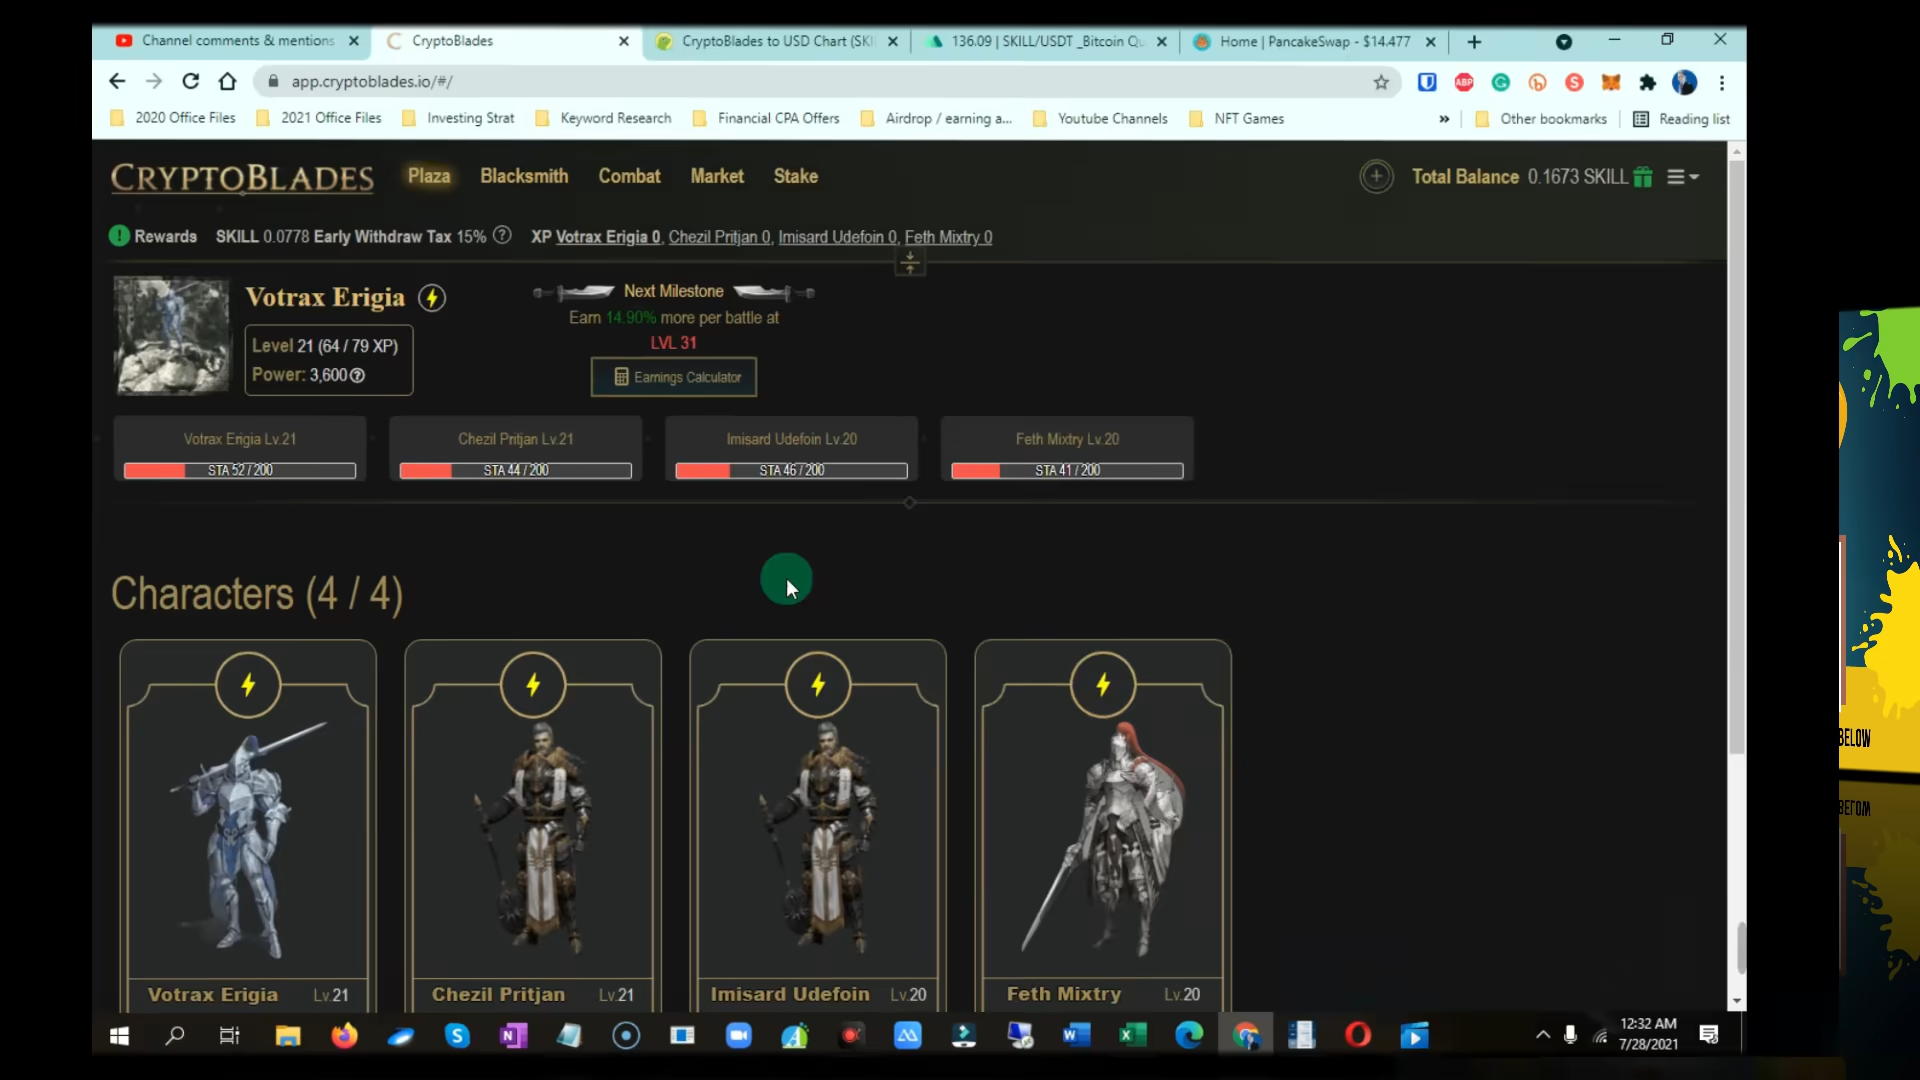 Channel comments & mentions
CryptoBlades
CryptoBlades to USD Chart (SKI
136.09 | SKILL/USDT _Bitcoin Qu
Home | PancakeSwap - $14.477
app.cryptoblades.io/#/
2020 Office Files
2021 Office Files
Investing Strat
Keyword Research
Financial CPA Offers
Airdrop / earning a...
Youtube Channels
NFT Games
»
Other bookmarks
Reading list
CRYPTOBLADES
Plaza
Blacksmith
Combat
Market
Stake
Total Balance 0.1673 SKILL
Rewards SKILL 0.0778 Early Withdraw Tax 15% XP Votrax Erigia 0, Chezil Pritjan 0, Imisard Udefoin 0, Feth Mixtry 0
Votrax Erigia
Level 21 (64 / 79 XP)
Power: 3,600
Next Milestone
Earn 14.90% more per battle at
LVL 31
Earnings Calculator
Votrax Erigia Lv.21
STA 52 / 200
Chezil Pritjan Lv.21
STA 44 / 200
Imisard Udefoin Lv.20
STA 46 / 200
Feth Mixtry Lv.20
STA 41 / 200
Characters (4 / 4)
Votrax Erigia Lv.21
Chezil Pritjan Lv.21
Imisard Udefoin Lv.20
Feth Mixtry Lv.20
12:32 AM
7/28/2021
BELOW